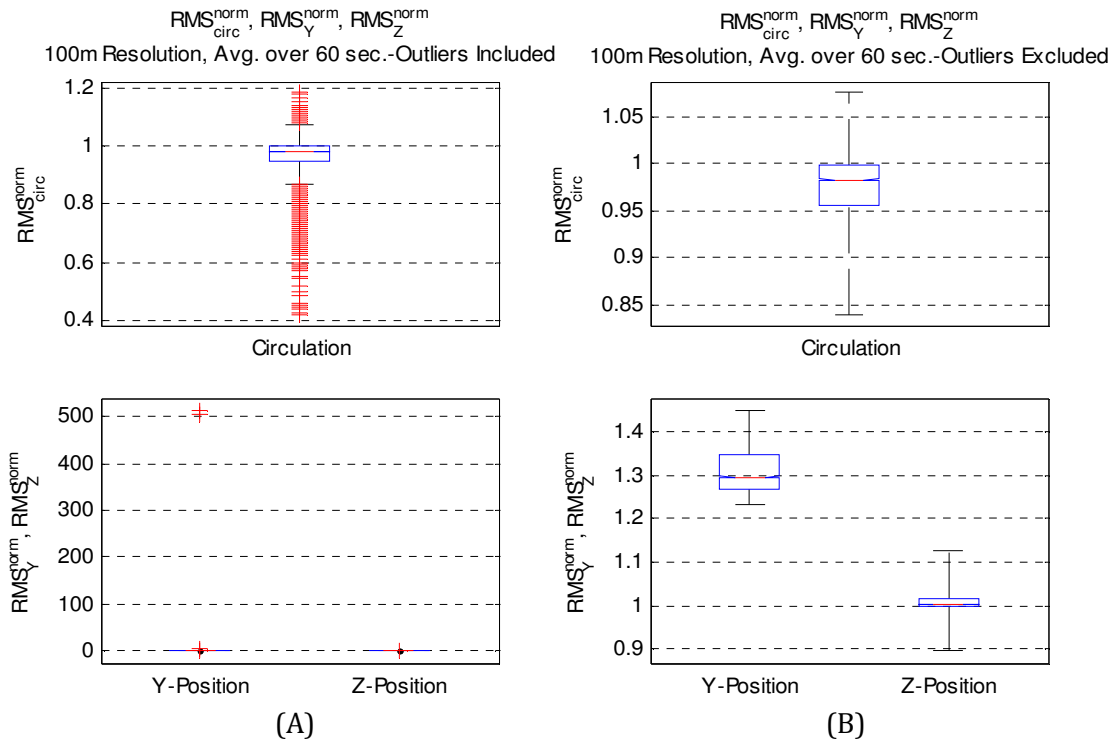 RMS^norm_circ, RMS^norm_Y, RMS^norm_Z
100m Resolution, Avg. over 60 sec.-Outliers Included
1.2
1
0.8
0.6
0.4
RMS^norm_circ
Circulation
500
400
300
200
100
0
RMS^norm_Y, RMS^norm_Z
Y-Position Z-Position
(A)
RMS^norm_circ, RMS^norm_Y, RMS^norm_Z
100m Resolution, Avg. over 60 sec.-Outliers Excluded
1.05
1
0.95
0.9
0.85
RMS^norm_circ
Circulation
1.4
1.3
1.2
1.1
1
0.9
RMS^norm_Y, RMS^norm_Z
Y-Position Z-Position
(B)